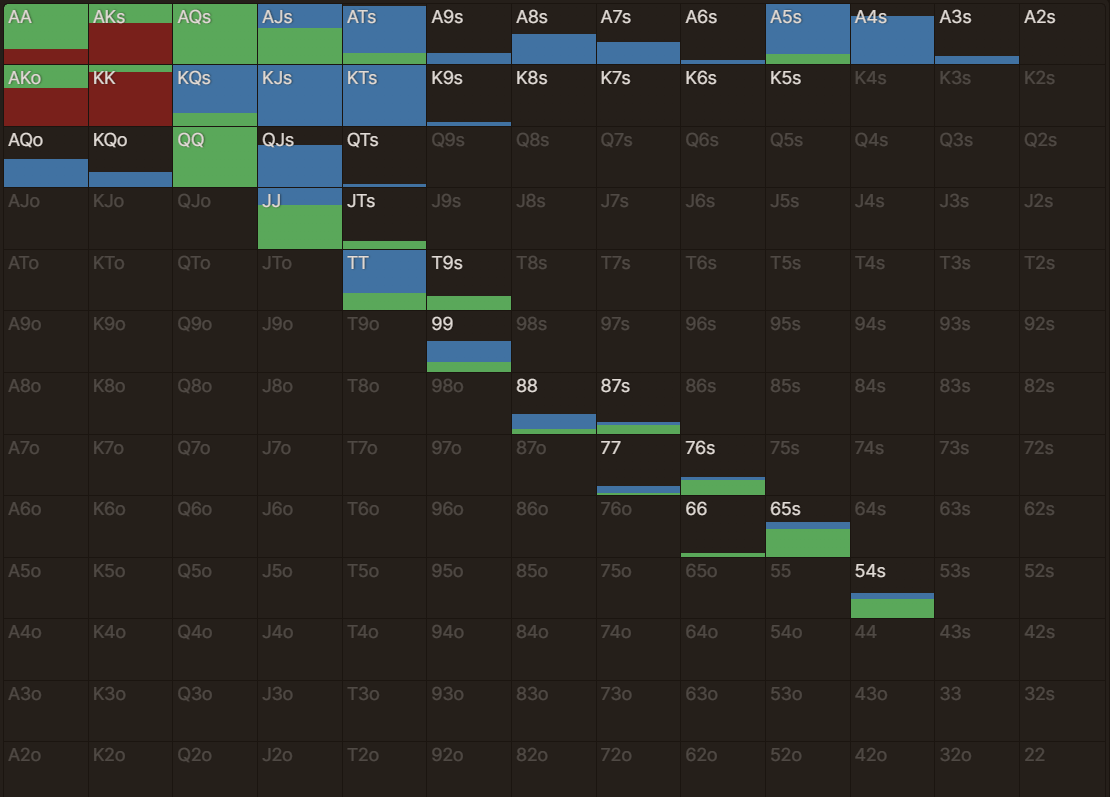 AA AKs AQs AJs ATs A9s A8s A7s A6s A5s A4s A3s A2s
AKo KK KQs KJs KTs K9s K8s K7s K6s K5s K4s K3s K2s
AQo KQo QQ QJs QTs Q9s Q8s Q7s Q6s Q5s Q4s Q3s Q2s
AJo KJo QJo JJ JTs J9s J8s J7s J6s J5s J4s J3s J2s
ATo KTo QTo JTo TT T9s T8s T7s T6s T5s T4s T3s T2s
A9o K9o Q9o J9o T9o 99 98s 97s 96s 95s 94s 93s 92s
A8o K8o Q8o J8o T8o 98o 88 87s 86s 85s 84s 83s 82s
A7o K7o Q7o J7o T7o 97o 87o 77 76s 75s 74s 73s 72s
A6o K6o Q6o J6o T6o 96o 86o 76o 66 65s 64s 63s 62s
A5o K5o Q5o J5o T5o 95o 85o 75o 65o 55 54s 53s 52s
A4o K4o Q4o J4o T4o 94o 84o 74o 64o 54o 44 43s 42s
A3o K3o Q3o J3o T3o 93o 83o 73o 63o 53o 43o 33 32s
A2o K2o Q2o J2o T2o 92o 82o 72o 62o 52o 42o 32o 22